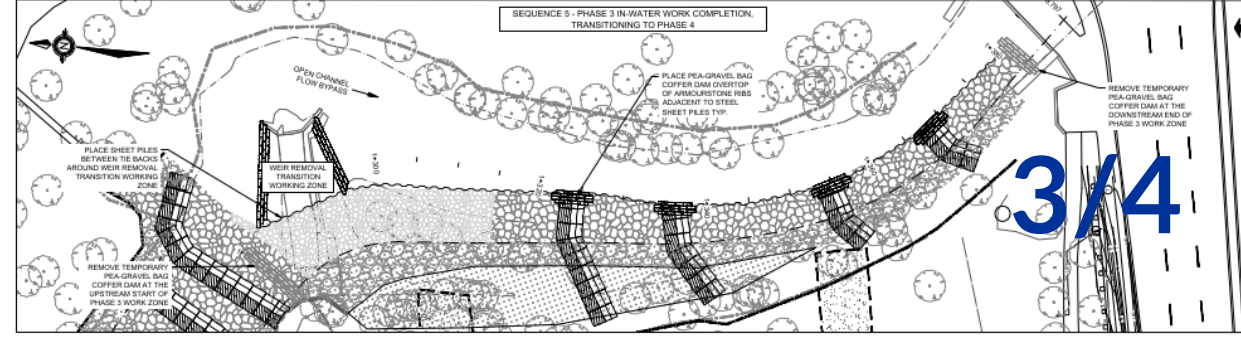 SEQUENCE 5 - PHASE 3 IN-WATER WORK COMPLETION,
TRANSITIONING TO PHASE 4
N
OPEN CHANNEL
FLOW BYPASS
PLACE PEA-GRAVEL BAG
COFFER DAM OVERTOP
OF ARMOURSTONE RIBS
ADJACENT TO STEEL
SHEET PILES TYP.
REMOVE TEMPORARY
PEA-GRAVEL BAG
COFFER DAM AT THE
DOWNSTREAM END OF
PHASE 3 WORK ZONE
PLACE SHEET PILES
BETWEEN TIE BACKS
AROUND WEIR REMOVAL
TRANSITION WORKING
ZONE
WEIR REMOVAL
TRANSITION
WORKING ZONE
1+300
3/4
REMOVE TEMPORARY
PEA-GRAVEL BAG
COFFER DAM AT THE
UPSTREAM START OF
PHASE 3 WORK ZONE